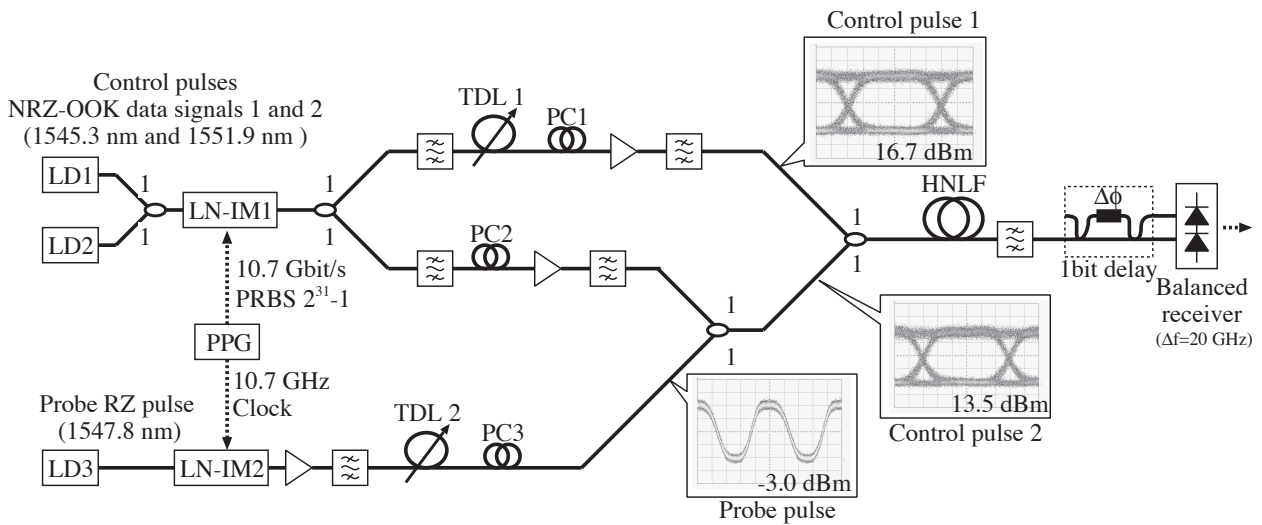 Control pulse 1
16.7 dBm
Control pulses
NRZ-OOK data signals 1 and 2
(1545.3 nm and 1551.9 nm )
LD1
LD2
1
1
LN-IM1
1
1
TDL 1
PC1
PC2
HNLF
1
1
Δϕ
1bit delay
Balanced
receiver
(Δf=20 GHz)
10.7 Gbit/s
PRBS 2³¹-1
PPG
10.7 GHz
Clock
1
1
13.5 dBm
Control pulse 2
Probe RZ pulse
(1547.8 nm)
LD3
LN-IM2
TDL 2
PC3
-3.0 dBm
Probe pulse